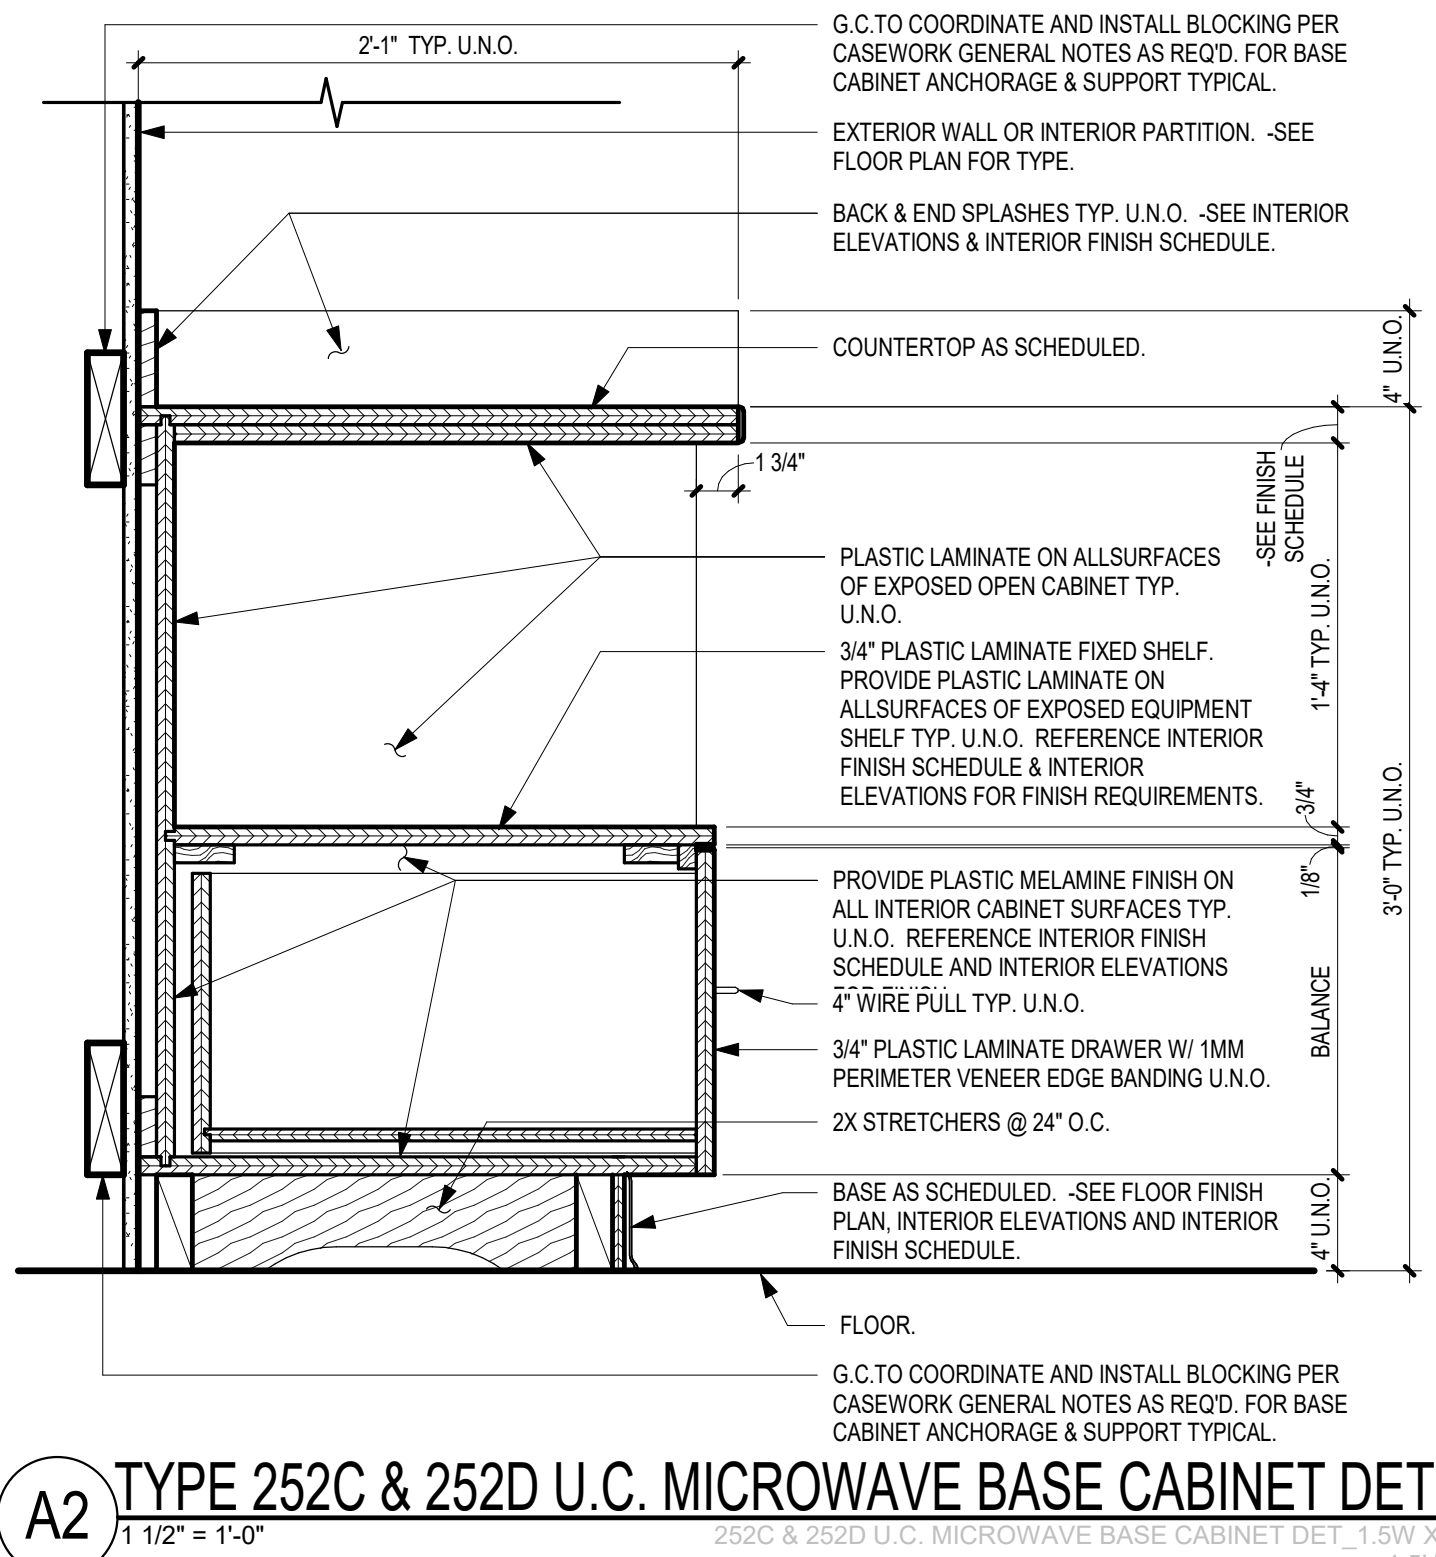 G.C.TO COORDINATE AND INSTALL BLOCKING PER
CASEWORK GENERAL NOTES AS REQ'D. FOR BASE
CABINET ANCHORAGE & SUPPORT TYPICAL.
2'-1" TYP. U.N.O.
EXTERIOR WALL OR INTERIOR PARTITION. -SEE
FLOOR PLAN FOR TYPE.
BACK & END SPLASHES TYP. U.N.O. -SEE INTERIOR
ELEVATIONS & INTERIOR FINISH SCHEDULE.
COUNTERTOP AS SCHEDULED.
4" U.N.O.
1 3/4"
-SEE FINISH
SCHEDULE
PLASTIC LAMINATE ON ALLSURFACES
OF EXPOSED OPEN CABINET TYP.
U.N.O.
1'-4" TYP. U.N.O.
3/4" PLASTIC LAMINATE FIXED SHELF.
PROVIDE PLASTIC LAMINATE ON
ALLSURFACES OF EXPOSED EQUIPMENT
SHELF TYP. U.N.O. REFERENCE INTERIOR
FINISH SCHEDULE & INTERIOR
ELEVATIONS FOR FINISH REQUIREMENTS.
3/4"
3'-0" TYP. U.N.O.
1/8"
PROVIDE PLASTIC MELAMINE FINISH ON
ALL INTERIOR CABINET SURFACES TYP.
U.N.O. REFERENCE INTERIOR FINISH
SCHEDULE AND INTERIOR ELEVATIONS
4" WIRE PULL TYP. U.N.O.
BALANCE
3/4" PLASTIC LAMINATE DRAWER W/ 1MM
PERIMETER VENEER EDGE BANDING U.N.O.
2X STRETCHERS @ 24" O.C.
BASE AS SCHEDULED. -SEE FLOOR FINISH
PLAN, INTERIOR ELEVATIONS AND INTERIOR
FINISH SCHEDULE.
4" U.N.O.
FLOOR.
G.C.TO COORDINATE AND INSTALL BLOCKING PER
CASEWORK GENERAL NOTES AS REQ'D. FOR BASE
CABINET ANCHORAGE & SUPPORT TYPICAL.
A2
TYPE 252C & 252D U.C. MICROWAVE BASE CABINET DET
1 1/2" = 1'-0"
252C & 252D U.C. MICROWAVE BASE CABINET DET_1.5W X